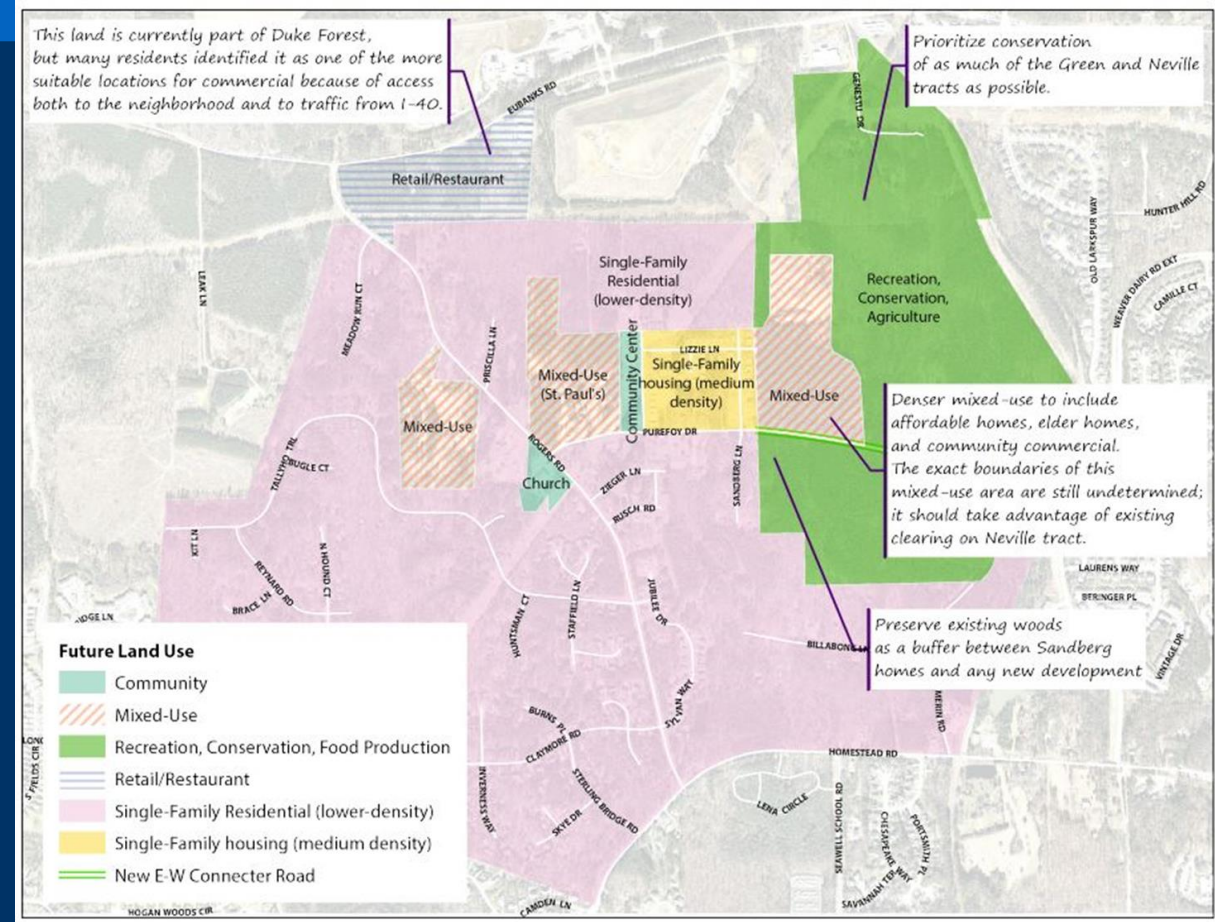 This land is currently part of Duke Forest,
but many residents identified it as one of the more
suitable locations for commercial because of access
both to the neighborhood and to traffic from I-40.
Prioritize conservation
of as much of the Green and Neville
tracts as possible.
EUBANKS RD
GENESTU DR
Retail/Restaurant
HUNTER HILL RD
OLD LARKSPUR WAY
WEAVER DAIRY RD EXT
CAMILLE CT
LEAK LN
MEADOW RUN CT
PRISCILLA LN
Single-Family
Residential
(lower-density)
Recreation,
Conservation,
Agriculture
Mixed-Use
Mixed-Use
(St. Paul's)
Community Center
LIZZIE LN
Single-Family
housing (medium
density)
Mixed-Use
PUREFOY DR
Denser mixed-use to include
affordable homes, elder homes,
and community commercial.
The exact boundaries of this
mixed-use area are still undetermined;
it should take advantage of existing
clearing on Neville tract.
ROGERS RD
Church
TALLYHO TRL
BUGLE CT
ZIEGER LN
RUSCH RD
SANDBERG LN
KIT LN
REYNARD RD
N HOUND CT
BRACE LN
HUNTSMAN CT
STAFFIELD LN
JUBILEE DR
LAURENS WAY
BERINGER PL
Preserve existing woods
as a buffer between Sandberg
homes and any new development
BILLABONG LN
VINTAGE DR
MERIN RD
SYLVAN WAY
BURNS PL
CLAYMORE RD
HOMESTEAD RD
INVERNESS WAY
STERLING BRIDGE RD
SKYE DR
LENA CIRCLE
SEAWELL SCHOOL RD
CHESAPEAKE WAY
PORTSMITH PL
SAVANNAH TER
CAMDEN LN
HOGAN WOODS CIR
S FIELDS CIR
LONG
IDGE LN
Future Land Use
Community
Mixed-Use
Recreation, Conservation, Food Production
Retail/Restaurant
Single-Family Residential (lower-density)
Single-Family housing (medium density)
New E-W Connecter Road